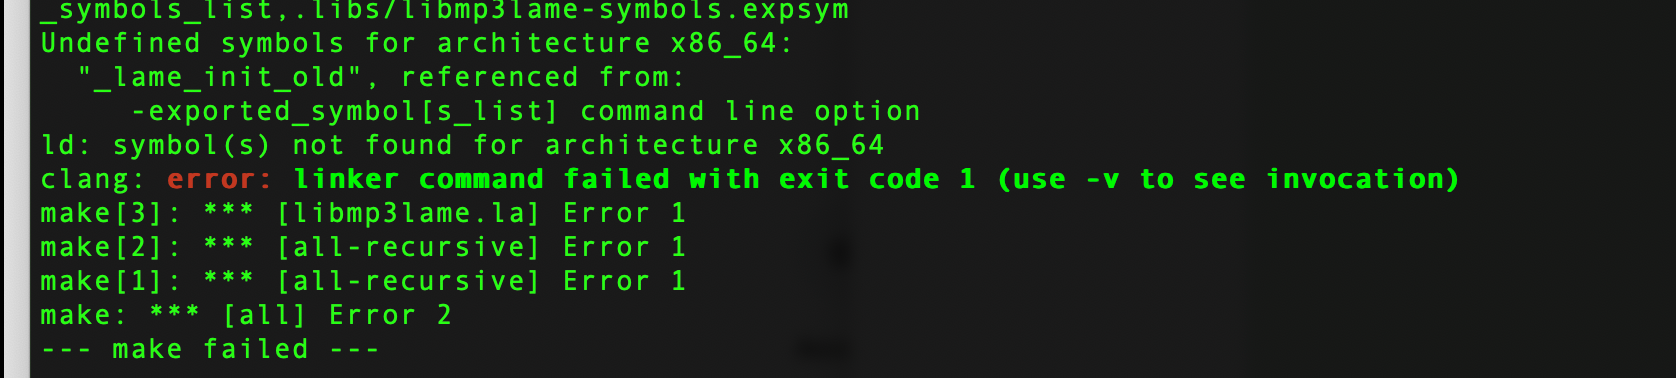 _symbols_list,.libs/libmp3lame-symbols.expsym
Undefined symbols for architecture x86_64:
"_lame_init_old", referenced from:
-exported_symbol[s_list] command line option
ld: symbol(s) not found for architecture x86_64
clang: error: linker command failed with exit code 1 (use -v to see invocation)
make[3]: *** [libmp3lame.la] Error 1
make[2]: *** [all-recursive] Error 1
make[1]: *** [all-recursive] Error 1
make: *** [all] Error 2
--- make failed ---